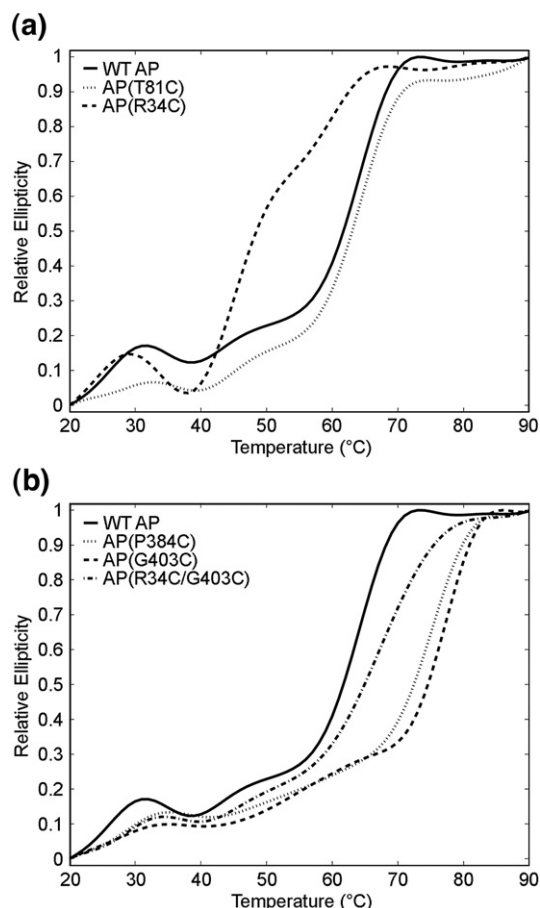 (a)
1
0.9
0.8
0.7
0.6
0.5
0.4
0.3
0.2
0.1
0
Relative Ellipticity
WT AP
AP(T81C)
AP(R34C)
20 30 40 50 60 70 80 90
Temperature (°C)
(b)
1
0.9
0.8
0.7
0.6
0.5
0.4
0.3
0.2
0.1
0
Relative Ellipticity
WT AP
AP(P384C)
AP(G403C)
AP(R34C/G403C)
20 30 40 50 60 70 80 90
Temperature (°C)